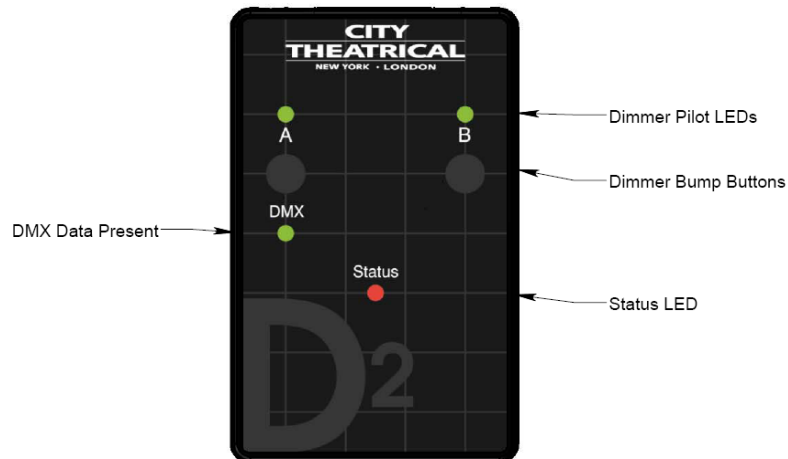 CITY
THEATRICAL
NEW YORK • LONDON
A
B
Dimmer Pilot LEDs
Dimmer Bump Buttons
DMX
DMX Data Present
Status
Status LED
D2